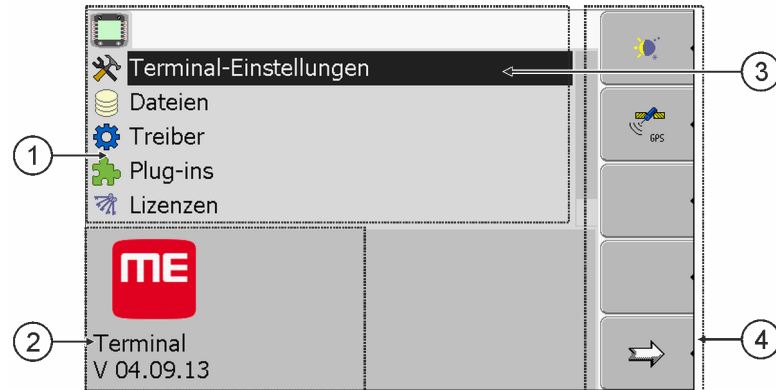 Terminal-Einstellungen
3
Dateien
Treiber
GPS
1
Plug-ins
Lizenzen
ME
2
Terminal
4
V 04.09.13